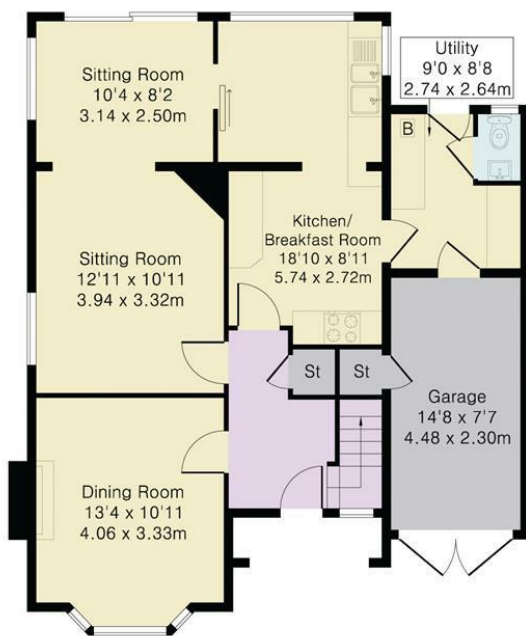 Utility
9'0 x 8'8
2.74 x 2.64m
Sitting Room
10'4 x 8'2
3.14 x 2.50m
B
Kitchen/
Breakfast Room
18'10 x 8'11
5.74 x 2.72m
Sitting Room
12'11 x 10'11
3.94 x 3.32m
St
St
Garage
14'8 x 7'7
4.48 x 2.30m
Dining Room
13'4 x 10'11
4.06 x 3.33m